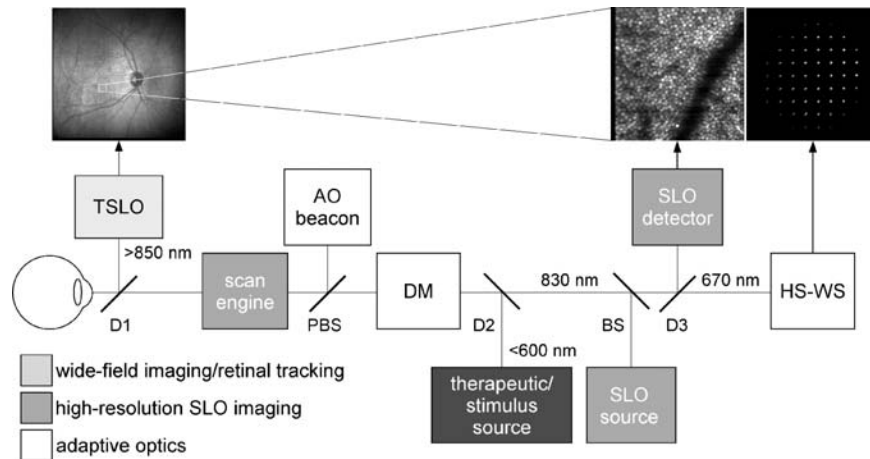 TSLO
AO
beacon
SLO
detector
>850 nm
scan
engine
DM
830 nm
670 nm
HS-WS
D1
PBS
D2
BS
D3
<600 nm
therapeutic/
stimulus
source
SLO
source
wide-field imaging/retinal tracking
high-resolution SLO imaging
adaptive optics